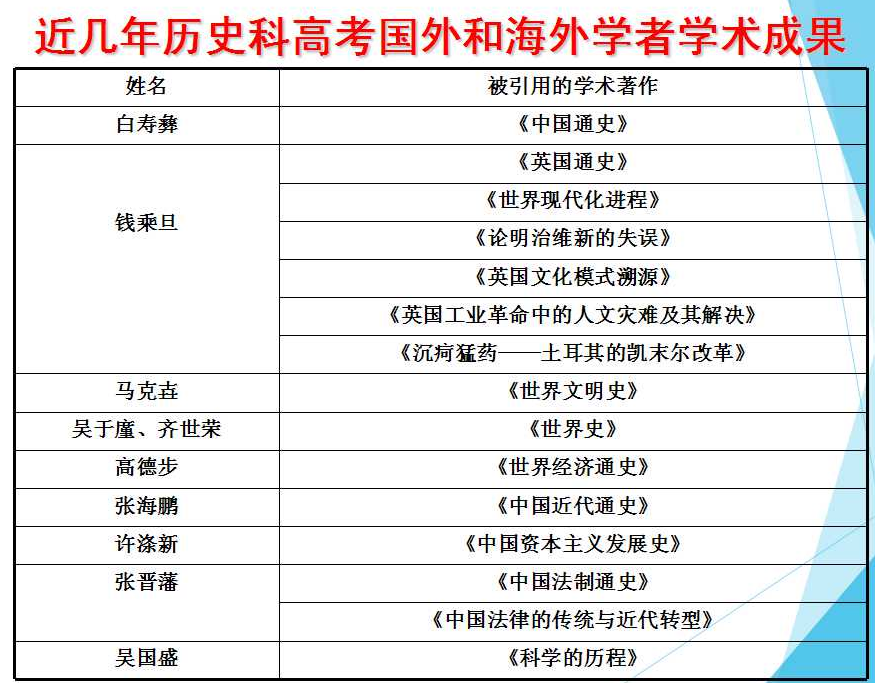 近几年历史科高考国外和海外学者学术成果
姓名 被引用的学术著作
白寿彝 《中国通史》
钱乘旦 《英国通史》
《世界现代化进程》
《论明治维新的失误》
《英国文化模式溯源》
《英国工业革命中的人文灾难及其解决》
《沉疴猛药——土耳其的凯末尔改革》
马克垚 《世界文明史》
吴于廑、齐世荣 《世界史》
高德步 《世界经济通史》
张海鹏 《中国近代通史》
许涤新 《中国资本主义发展史》
张晋藩 《中国法制通史》
《中国法律的传统与近代转型》
吴国盛 《科学的历程》